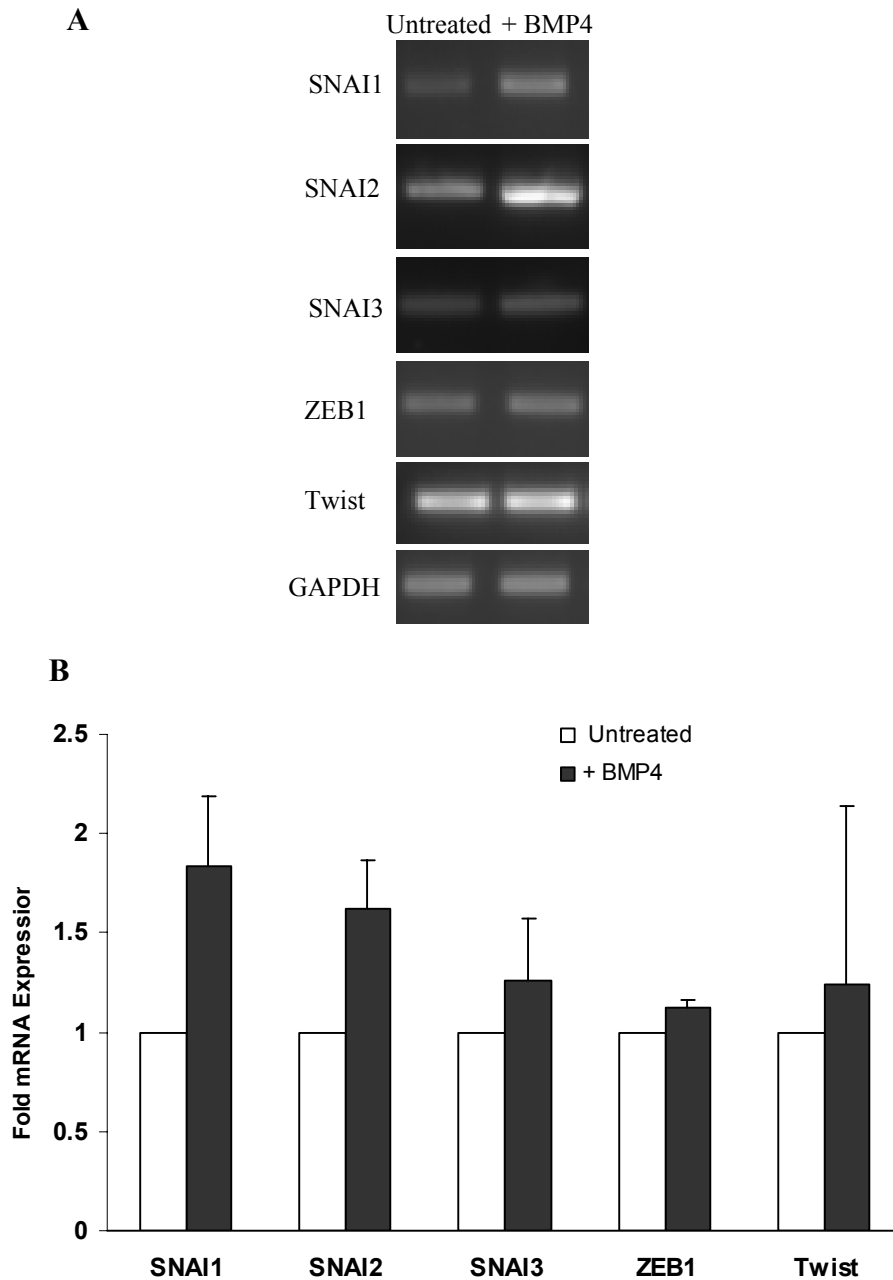 A
Untreated + BMP4
SNAI1
SNAI2
SNAI3
ZEB1
Twist
GAPDH
B
2.5
2
1.5
1
0.5
0
Fold mRNA Expressior
Untreated
+ BMP4
SNAI1 SNAI2 SNAI3 ZEB1 Twist